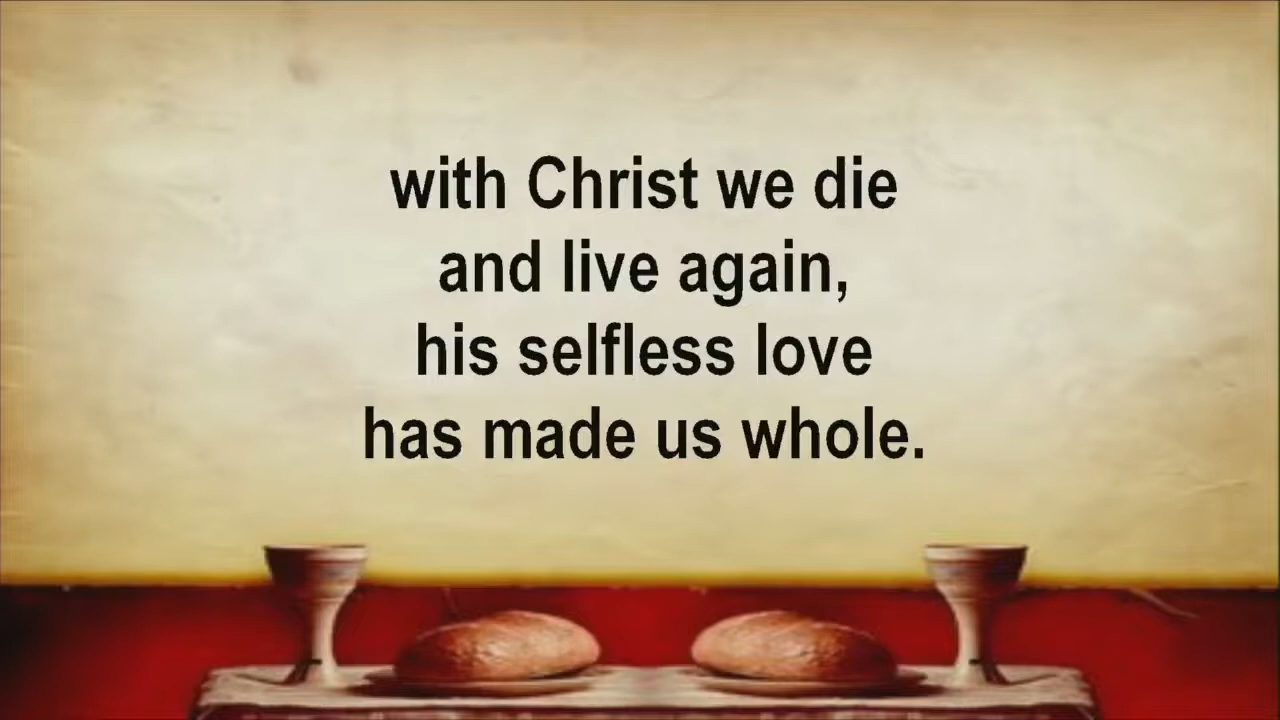 with Christ we die
and live again,
his selfless love
has made us whole.